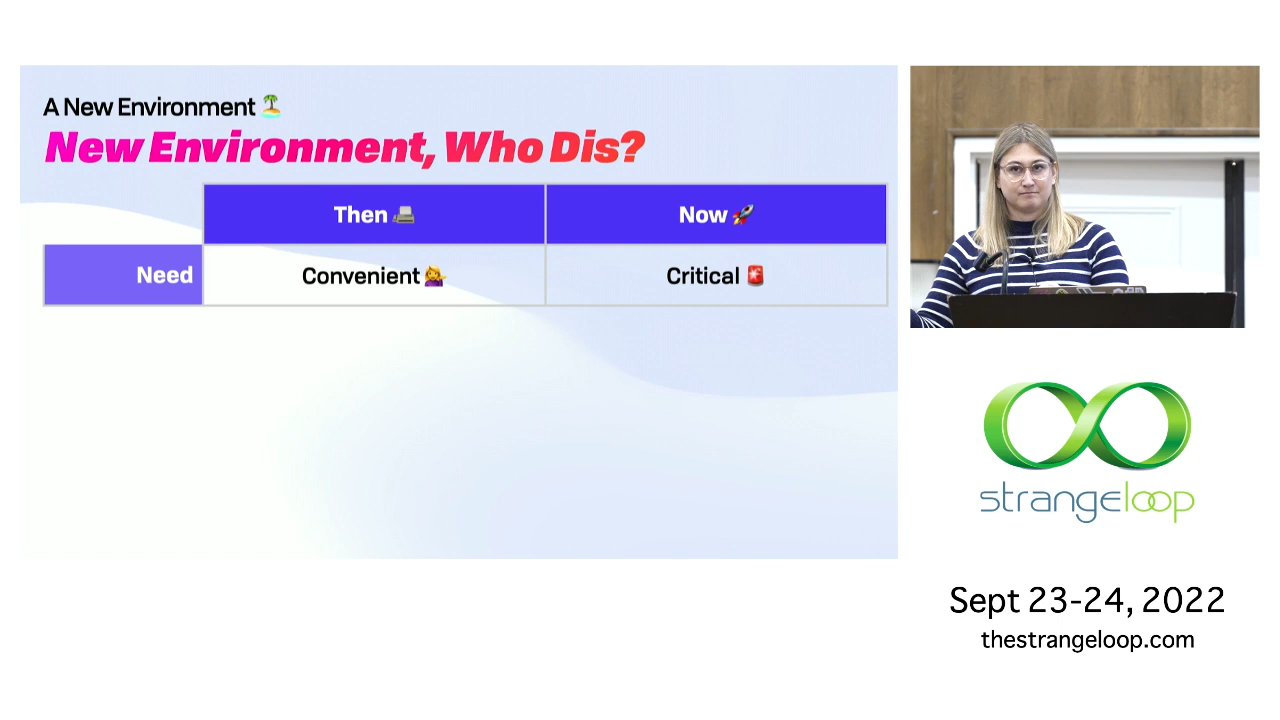 A New Environment 🏝️
New Environment, Who Dis?
Then 📠 Now 🚀
Need Convenient 💁‍♀️ Critical 🚨
strangeloop
Sept 23-24, 2022
thestrangeloop.com